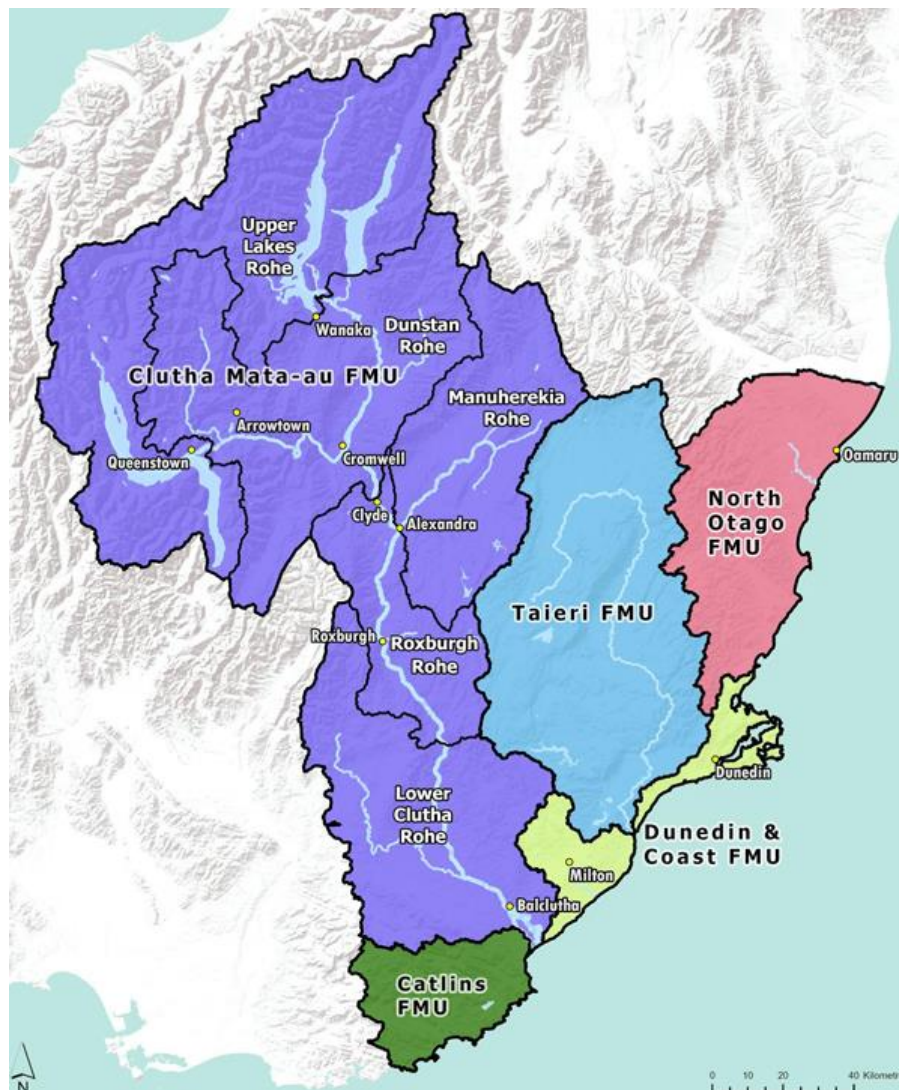 Upper
Lakes
Rohe
Wanaka
Dunstan
Rohe
Clutha Mata-au FMU
Manuherekia
Rohe
Arrowtown
Queenstown
Cromwell
Oamaru
Clyde
Alexandra
North
Otago
FMU
Taieri FMU
Roxburgh
Roxburgh
Rohe
Dunedin
Lower
Clutha
Rohe
Dunedin &
Coast FMU
Milton
Balclutha
Catlins
FMU
N
0 10 20 40 Kilometr